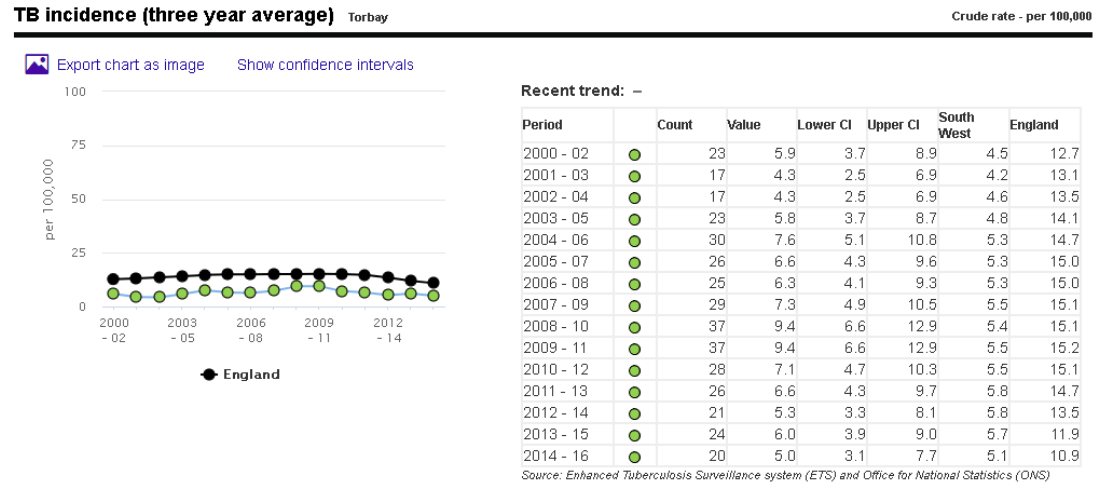 TB incidence (three year average) Torbay Crude rate - per 100,000
Export chart as image Show confidence intervals
100
75
50
25
0
per 100,000
2000 - 02
2003 - 05
2006 - 08
2009 - 11
2012 - 14
England
Recent trend: –
Period Count Value Lower CI Upper CI South West England
2000 - 02 23 5.9 3.7 8.9 4.5 12.7
2001 - 03 17 4.3 2.5 6.9 4.2 13.1
2002 - 04 17 4.3 2.5 6.9 4.6 13.5
2003 - 05 23 5.8 3.7 8.7 4.8 14.1
2004 - 06 30 7.6 5.1 10.8 5.3 14.7
2005 - 07 26 6.6 4.3 9.6 5.3 15.0
2006 - 08 25 6.3 4.1 9.3 5.3 15.0
2007 - 09 29 7.3 4.9 10.5 5.5 15.1
2008 - 10 37 9.4 6.6 12.9 5.4 15.1
2009 - 11 37 9.4 6.6 12.9 5.5 15.2
2010 - 12 28 7.1 4.7 10.3 5.5 15.1
2011 - 13 26 6.6 4.3 9.7 5.8 14.7
2012 - 14 21 5.3 3.3 8.1 5.8 13.5
2013 - 15 24 6.0 3.9 9.0 5.7 11.9
2014 - 16 20 5.0 3.1 7.7 5.1 10.9
Source: Enhanced Tuberculosis Surveillance system (ETS) and Office for National Statistics (ONS)